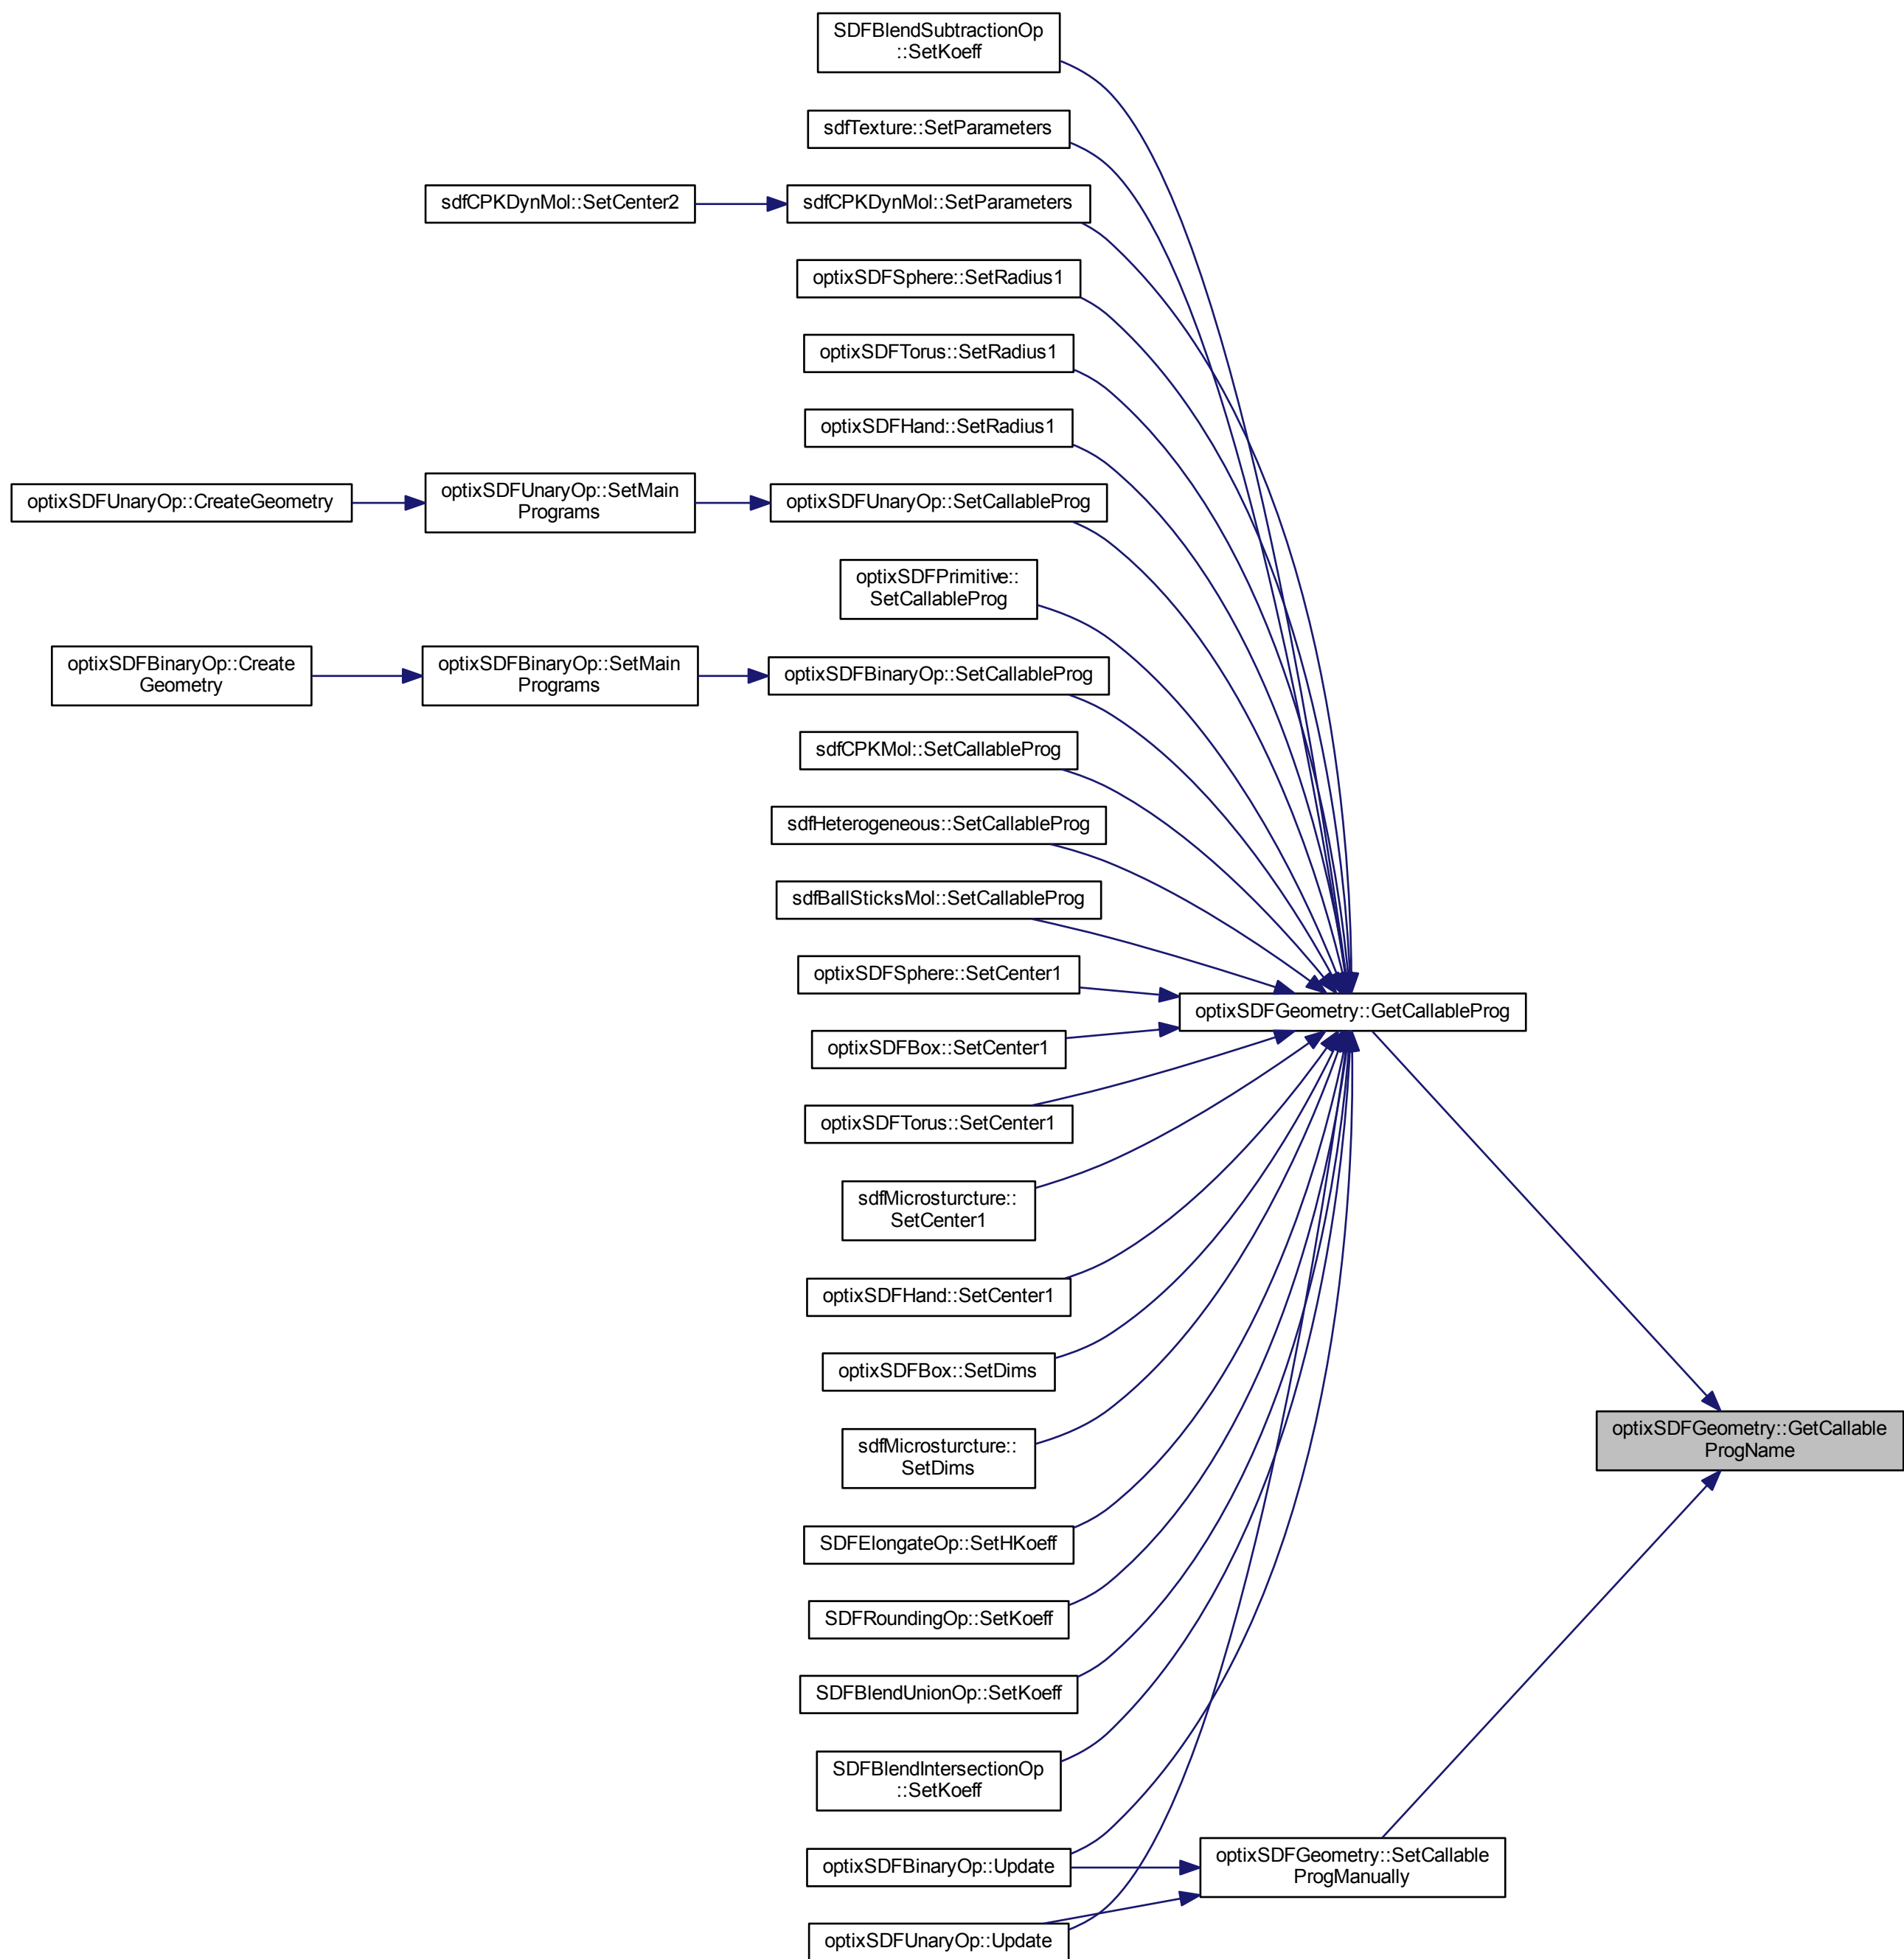 SDFBlendSubtractionOp
::SetKoeff
sdfTexture::SetParameters
sdfCPKDynMol::SetCenter2
sdfCPKDynMol::SetParameters
optixSDFSphere::SetRadius1
optixSDFTorus::SetRadius1
optixSDFHand::SetRadius1
optixSDFUnaryOp::CreateGeometry
optixSDFUnaryOp::SetMain
Programs
optixSDFUnaryOp::SetCallableProg
optixSDFPrimitive::
SetCallableProg
optixSDFBinaryOp::Create
Geometry
optixSDFBinaryOp::SetMain
Programs
optixSDFBinaryOp::SetCallableProg
sdfCPKMol::SetCallableProg
sdfHeterogeneous::SetCallableProg
sdfBallSticksMol::SetCallableProg
optixSDFSphere::SetCenter1
optixSDFGeometry::GetCallableProg
optixSDFBox::SetCenter1
optixSDFTorus::SetCenter1
sdfMicrosturcture::
SetCenter1
optixSDFHand::SetCenter1
optixSDFBox::SetDims
sdfMicrosturcture::
SetDims
optixSDFGeometry::GetCallable
ProgName
SDFElongateOp::SetHKoeff
SDFRoundingOp::SetKoeff
SDFBlendUnionOp::SetKoeff
SDFBlendIntersectionOp
::SetKoeff
optixSDFBinaryOp::Update
optixSDFGeometry::SetCallable
ProgManually
optixSDFUnaryOp::Update